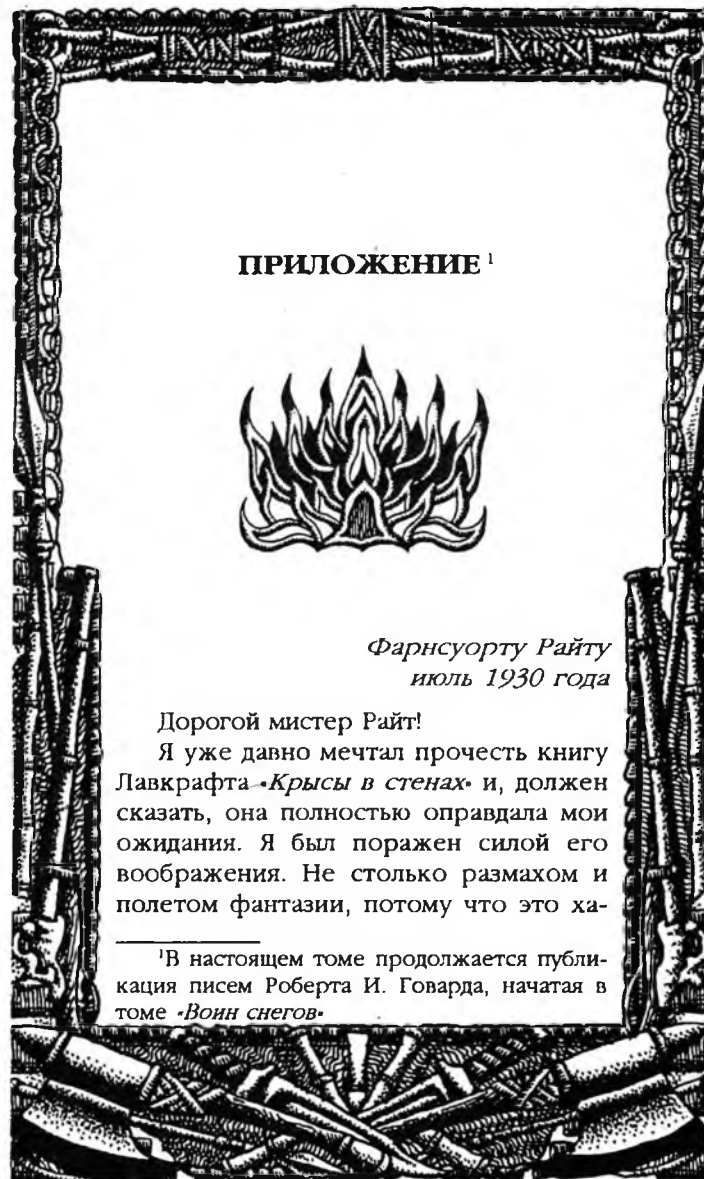 ПРИЛОЖЕНИЕ ¹
Фарнсуорту Райту
июль 1930 года
Дорогой мистер Райт!
Я уже давно мечтал прочесть книгу
Лавкрафта «Крысы в стенах» и, должен
сказать, она полностью оправдала мои
ожидания. Я был поражен силой его
воображения. Не столько размахом и
полетом фантазии, потому что это ха-
¹В настоящем томе продолжается публи-
кация писем Роберта И. Говарда, начатая в
томе «Воин снегов»